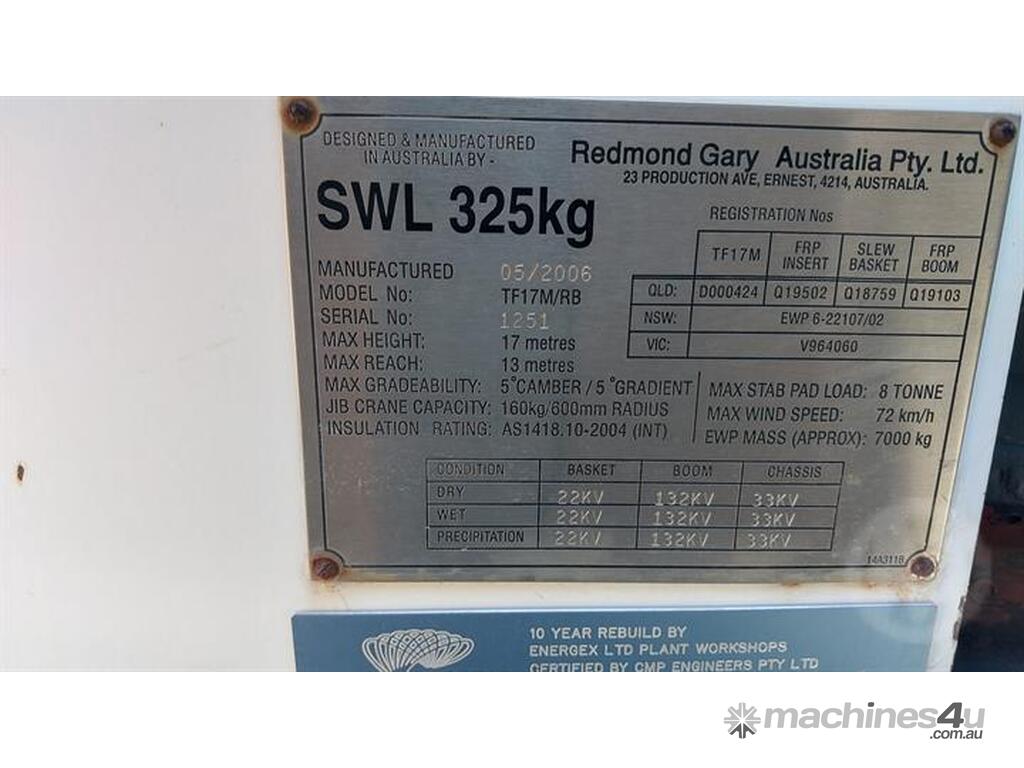 DESIGNED & MANUFACTURED
IN AUSTRALIA BY -
Redmond Gary Australia Pty. Ltd.
23 PRODUCTION AVE, ERNEST, 4214, AUSTRALIA.
SWL 325kg
REGISTRATION Nos
TF17M FRP INSERT SLEW BASKET FRP BOOM
QLD: D000424 Q19502 Q18759 Q19103
NSW: EWP 6-22107/02
VIC: V964060
MANUFACTURED 05/2006
MODEL No: TF17M/RB
SERIAL No: 1251
MAX HEIGHT: 17 metres
MAX REACH: 13 metres
MAX GRADEABILITY: 5°CAMBER / 5°GRADIENT
JIB CRANE CAPACITY: 160kg/600mm RADIUS
INSULATION RATING: AS1418.10-2004 (INT)
MAX STAB PAD LOAD: 8 TONNE
MAX WIND SPEED: 72 km/h
EWP MASS (APPROX): 7000 kg
CONDITION BASKET BOOM CHASSIS
DRY 22KV 132KV 33KV
WET 22KV 132KV 33KV
PRECIPITATION 22KV 132KV 33KV
14A311B
10 YEAR REBUILD BY
ENERGEX LTD PLANT WORKSHOPS
CERTIFIED BY CMP ENGINEERS PTY LTD
machines4u
.com.au